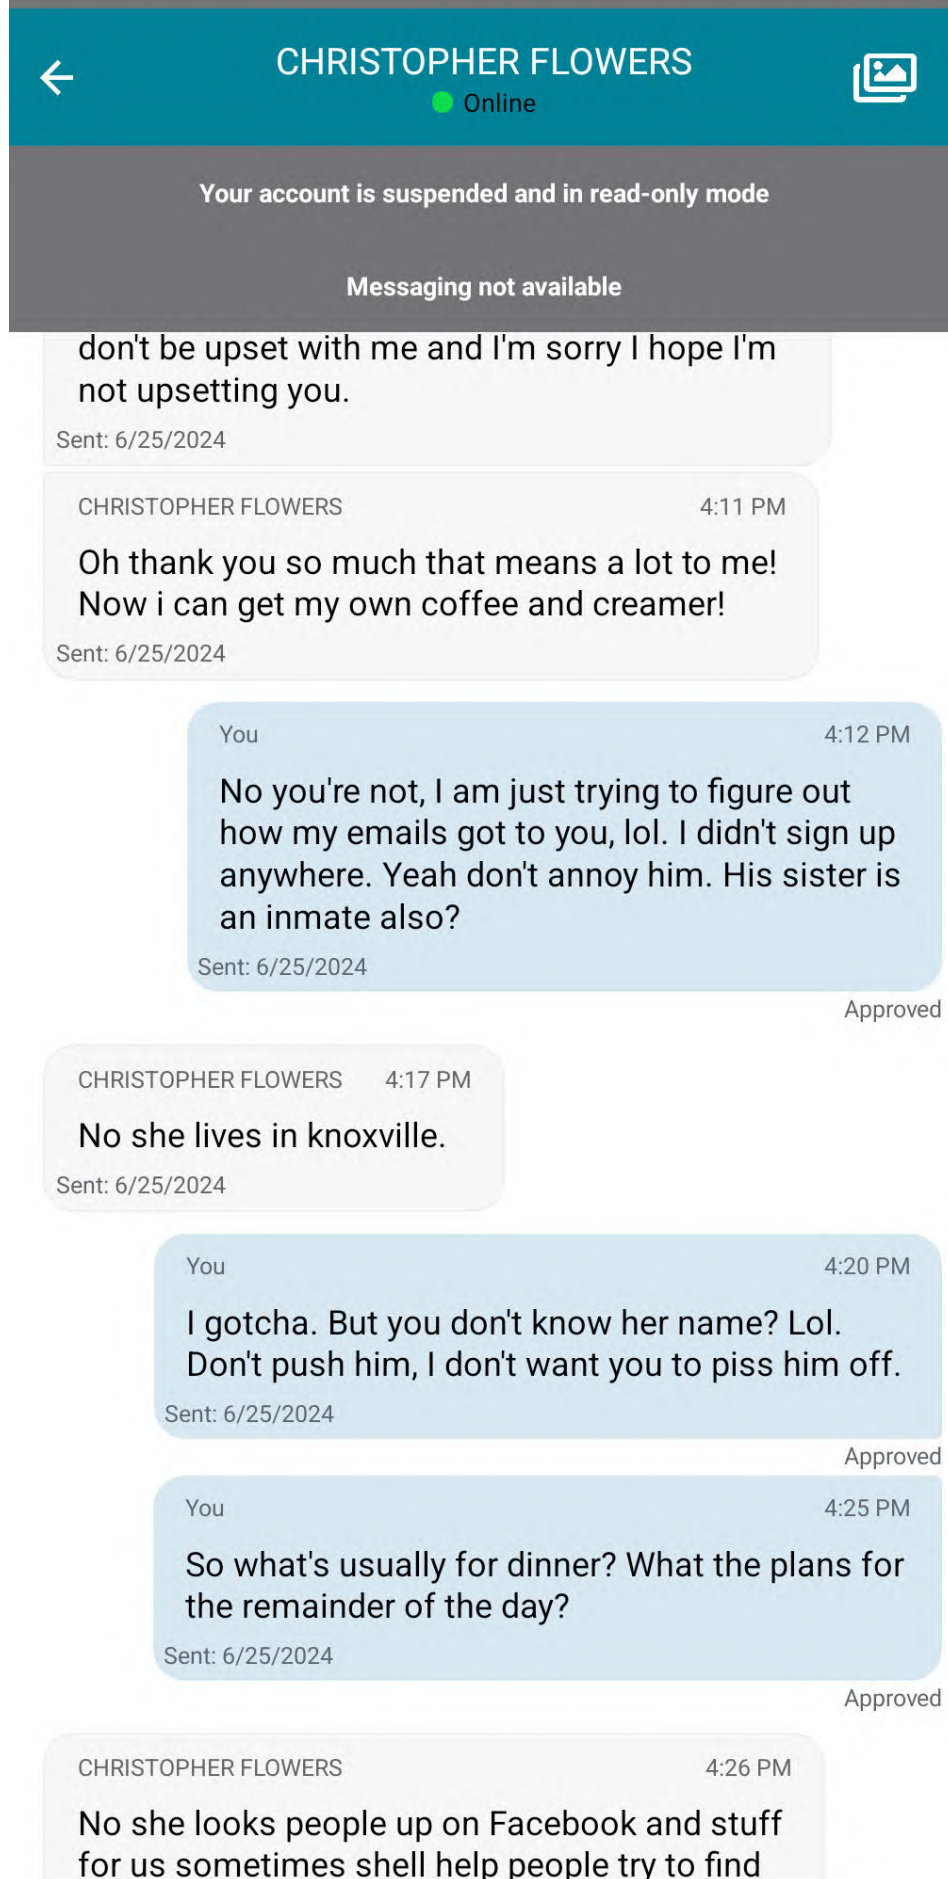 CHRISTOPHER FLOWERS
Online
Your account is suspended and in read-only mode
Messaging not available
don't be upset with me and I'm sorry I hope I'm
not upsetting you.
Sent: 6/25/2024
CHRISTOPHER FLOWERS 4:11 PM
Oh thank you so much that means a lot to me!
Now i can get my own coffee and creamer!
Sent: 6/25/2024
You 4:12 PM
No you're not, I am just trying to figure out
how my emails got to you, lol. I didn't sign up
anywhere. Yeah don't annoy him. His sister is
an inmate also?
Sent: 6/25/2024
Approved
CHRISTOPHER FLOWERS 4:17 PM
No she lives in knoxville.
Sent: 6/25/2024
You 4:20 PM
I gotcha. But you don't know her name? Lol.
Don't push him, I don't want you to piss him off.
Sent: 6/25/2024
Approved
You 4:25 PM
So what's usually for dinner? What the plans for
the remainder of the day?
Sent: 6/25/2024
Approved
CHRISTOPHER FLOWERS 4:26 PM
No she looks people up on Facebook and stuff
for us sometimes shell help people try to find